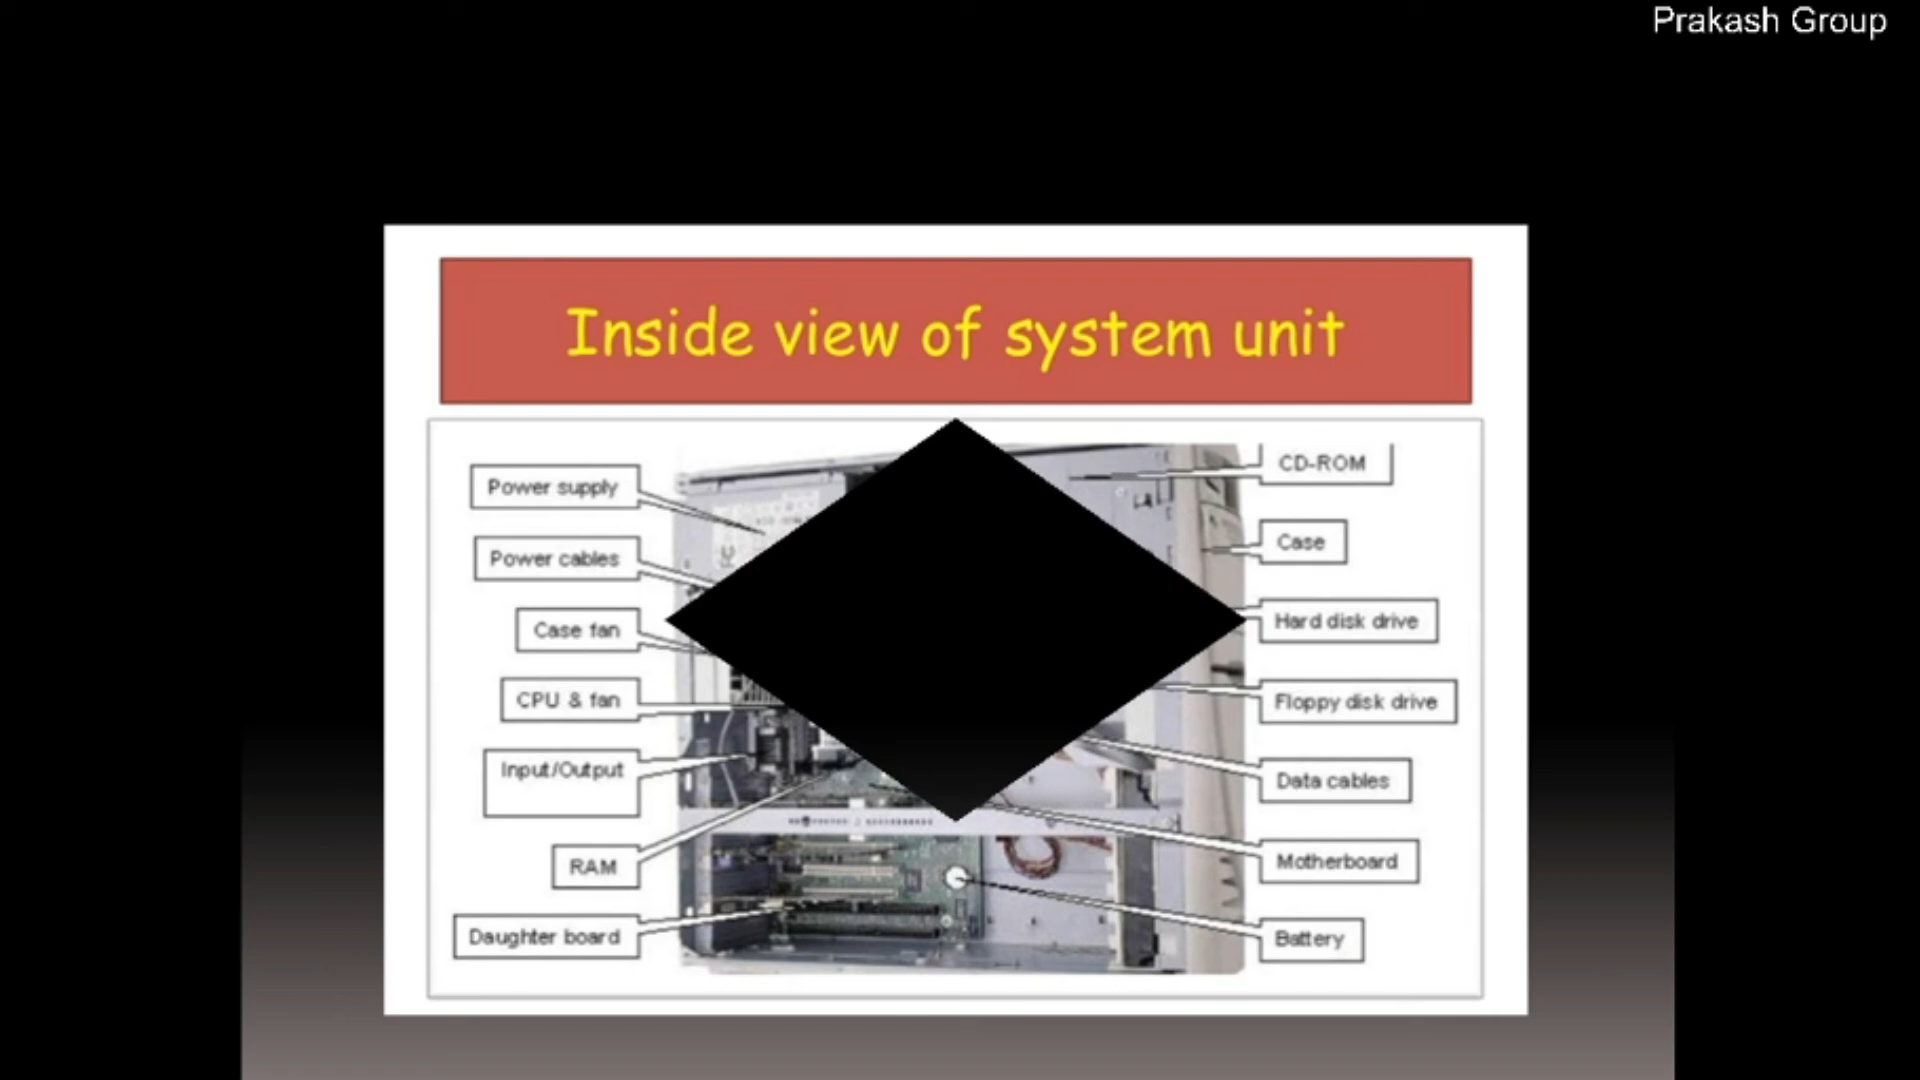 Prakash Group
Inside view of system unit
Power supply
Power cables
Case fan
CPU & fan
Input/Output
RAM
Daughter board
CD-ROM
Case
Hard disk drive
Floppy disk drive
Data cables
Motherboard
Battery